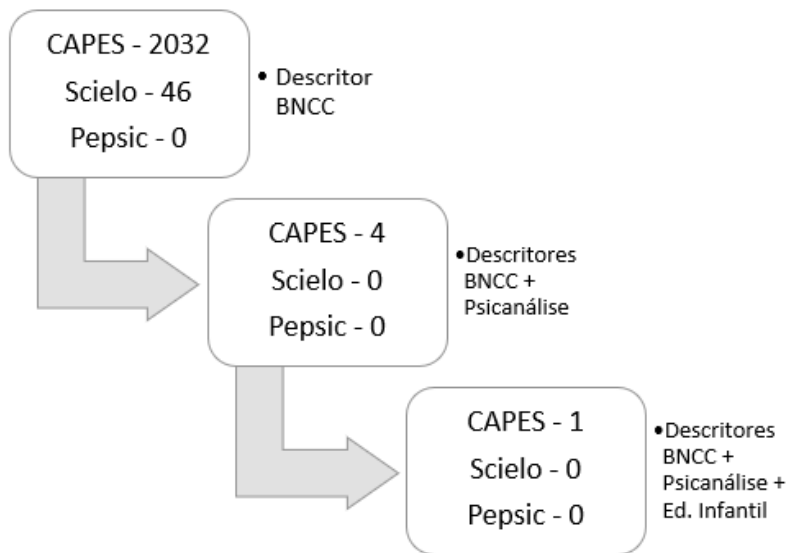 CAPES - 2032
Scielo - 46
Pepsic - 0
• Descritor
BNCC
CAPES - 4
Scielo - 0
Pepsic - 0
•Descritores
BNCC +
Psicanálise
CAPES - 1
Scielo - 0
Pepsic - 0
•Descritores
BNCC +
Psicanálise +
Ed. Infantil